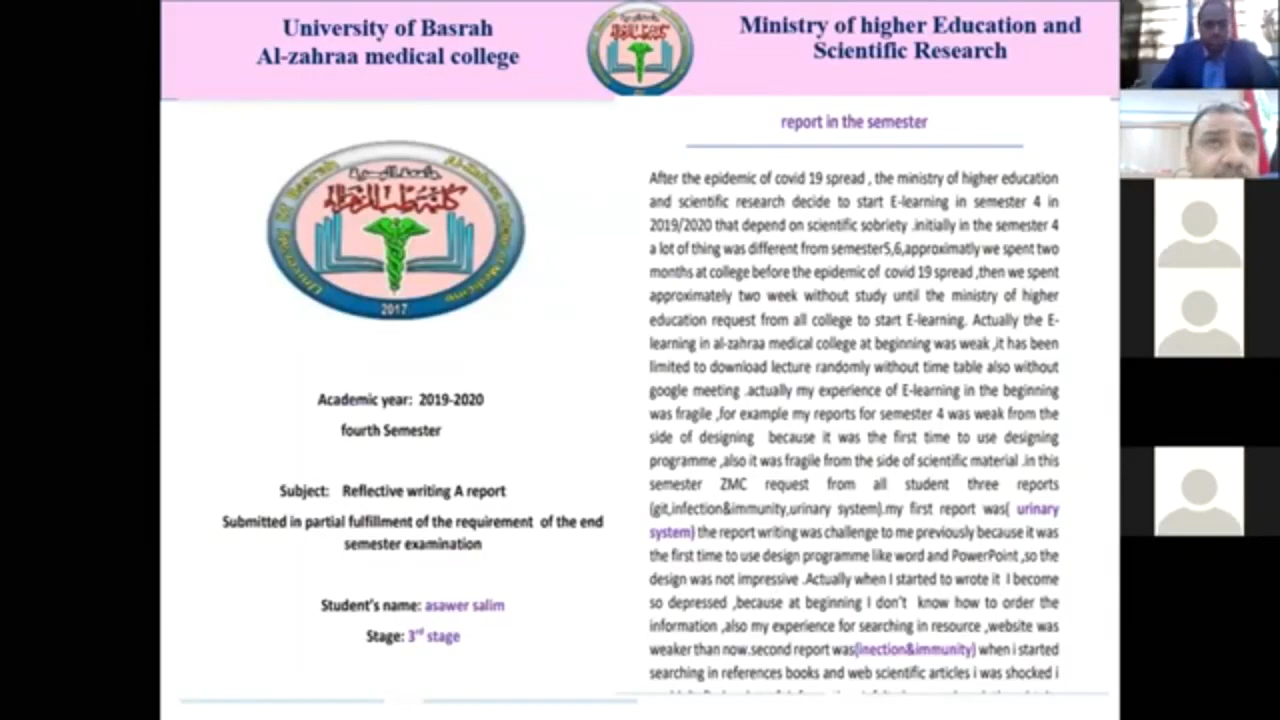 University of Basrah
Al-zahraa medical college
Ministry of higher Education and
Scientific Research
جامعة البصرة
كلية طب الزهراء
University Of Basrah
Al-Zahraa College of Medicine
2017
Academic year: 2019-2020
fourth Semester
Subject: Reflective writing A report
Submitted in partial fulfillment of the requirement of the end
semester examination
Student's name: asawer salim
Stage: 3rd stage
report in the semester
After the epidemic of covid 19 spread , the ministry of higher education
and scientific research decide to start E-learning in semester 4 in
2019/2020 that depend on scientific sobriety .initially in the semester 4
a lot of thing was different from semester5,6,approximatly we spent two
months at college before the epidemic of covid 19 spread ,then we spent
approximately two week without study until the ministry of higher
education request from all college to start E-learning. Actually the E-
learning in al-zahraa medical college at beginning was weak ,it has been
limited to download lecture randomly without time table also without
google meeting .actually my experience of E-learning in the beginning
was fragile ,for example my reports for semester 4 was weak from the
side of designing because it was the first time to use designing
programme ,also it was fragile from the side of scientific material .in this
semester ZMC request from all student three reports
(git,infection&immunity,urinary system).my first report was( urinary
system) the report writing was challenge to me previously because it was
the first time to use design programme like word and PowerPoint ,so the
design was not impressive .Actually when I started to wrote it I become
so depressed ,because at beginning I don't know how to order the
information ,also my experience for searching in resource ,website was
weaker than now.second report was(inection&immunity) when i started
searching in references books and web scientific articles i was shocked i